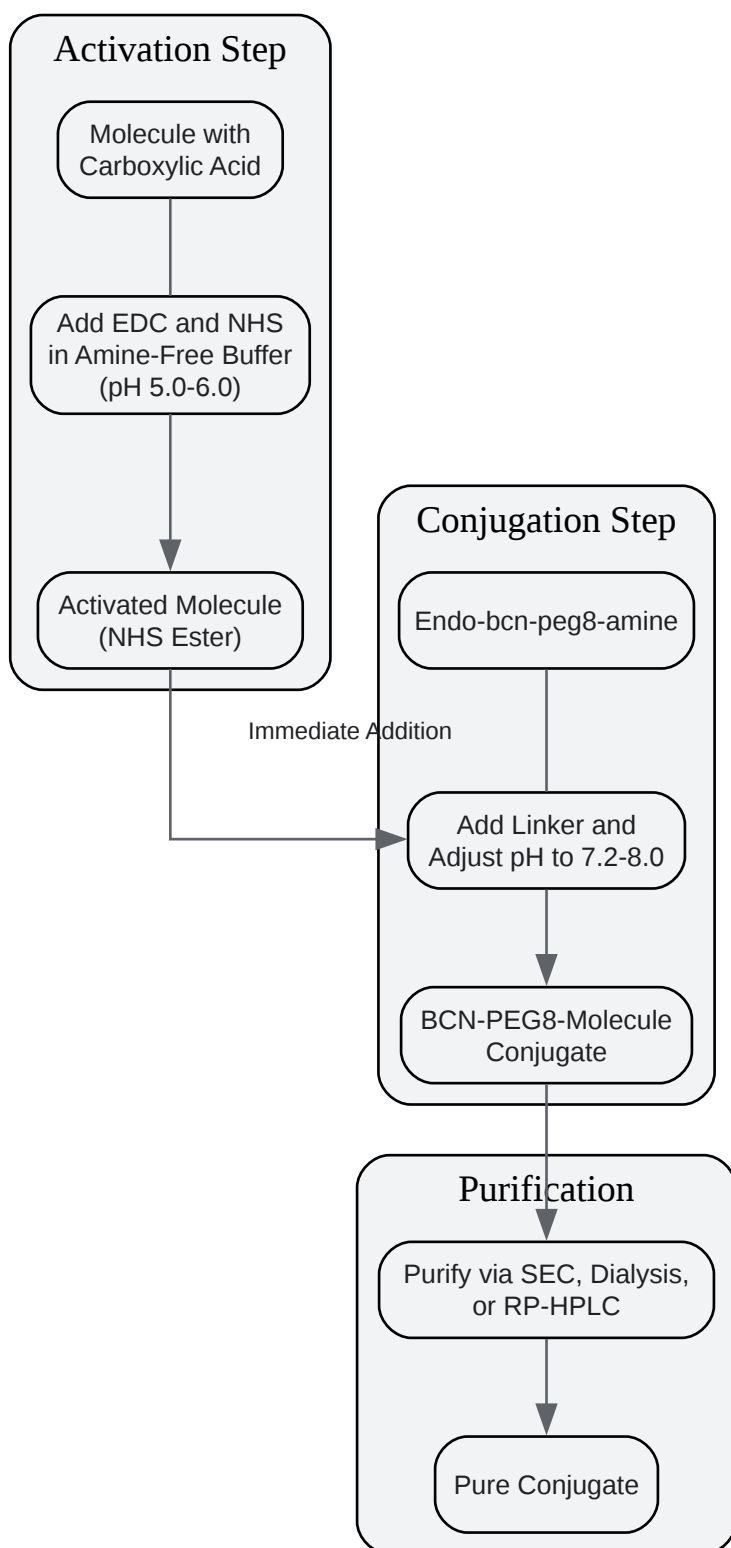 Activation Step
Molecule with
Carboxylic Acid
Add EDC and NHS
in Amine-Free Buffer
(pH 5.0-6.0)
Activated Molecule
(NHS Ester)
Immediate Addition
Conjugation Step
Endo-bcn-peg8-amine
Add Linker and
Adjust pH to 7.2-8.0
BCN-PEG8-Molecule
Conjugate
Purification
Purify via SEC, Dialysis,
or RP-HPLC
Pure Conjugate